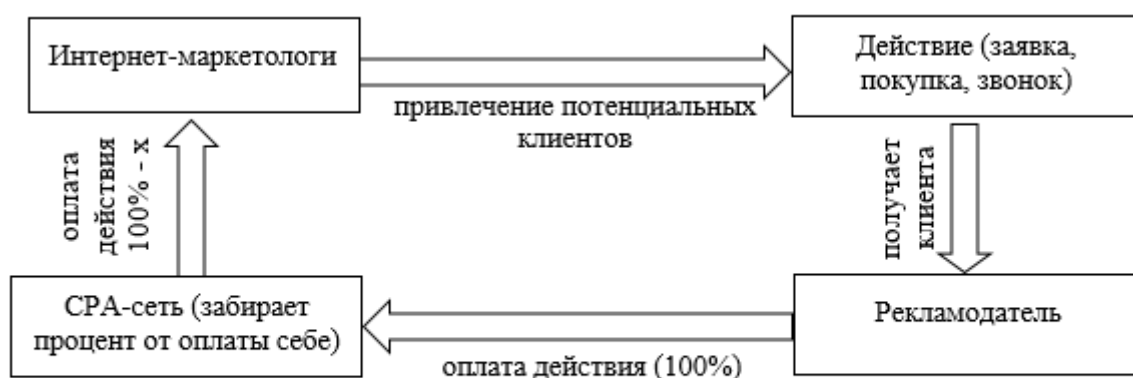 Интернет-маркетологи
Действие (заявка,
покупка, звонок)
привлечение потенциальных
клиентов
оплата
действия
100% - х
получает
клиента
СРА-сеть (забирает
процент от оплаты себе)
Рекламодатель
оплата действия (100%)